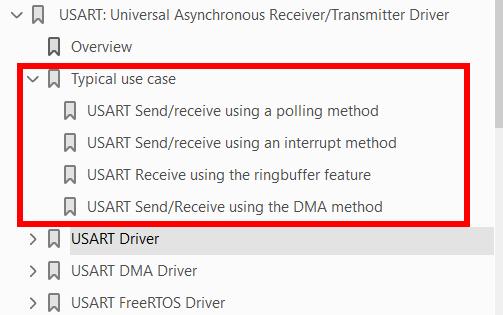 USART: Universal Asynchronous Receiver/Transmitter Driver
Overview
Typical use case
USART Send/receive using a polling method
USART Send/receive using an interrupt method
USART Receive using the ringbuffer feature
USART Send/Receive using the DMA method
USART Driver
USART DMA Driver
USART FreeRTOS Driver